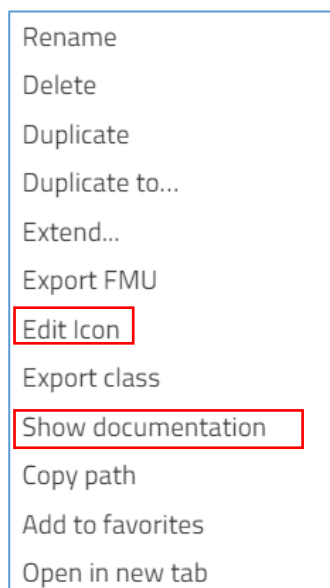 Rename
Delete
Duplicate
Duplicate to...
Extend...
Export FMU
Edit Icon
Export class
Show documentation
Copy path
Add to favorites
Open in new tab